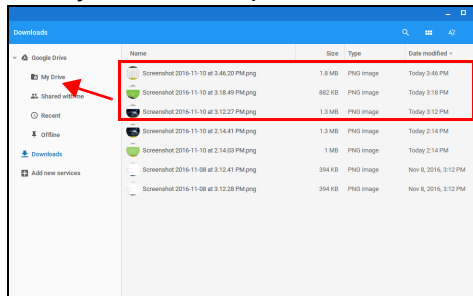 Downloads
Google Drive
My Drive
Shared with me
Recent
Offline
Downloads
Add new services
Name Size Type Date modified
Screenshot 2016-11-10 at 3.46.20 PM.png 1.8 MB PNG image Today 3:46 PM
Screenshot 2016-11-10 at 3.18.49 PM.png 882 KB PNG image Today 3:18 PM
Screenshot 2016-11-10 at 3.12.27 PM.png 1.3 MB PNG image Today 3:12 PM
Screenshot 2016-11-10 at 2.14.41 PM.png 1.3 MB PNG image Today 2:14 PM
Screenshot 2016-11-10 at 2.14.03 PM.png 1 MB PNG image Today 2:14 PM
Screenshot 2016-11-08 at 3.12.41 PM.png 394 KB PNG image Nov 8, 2016, 3:12 PM
Screenshot 2016-11-08 at 3.12.28 PM.png 394 KB PNG image Nov 8, 2016, 3:12 PM